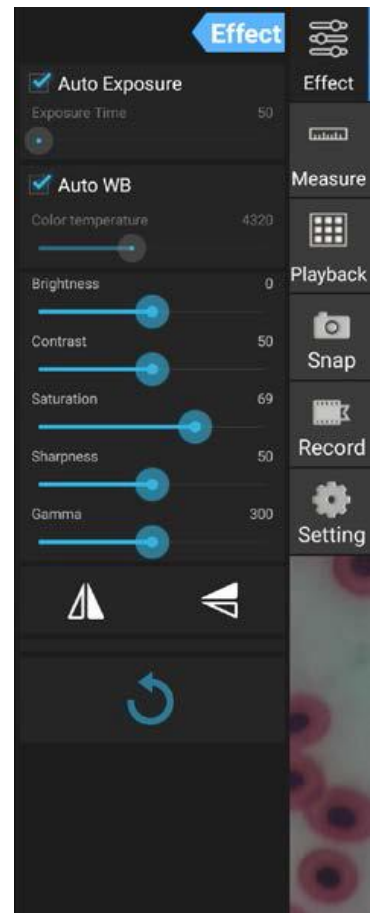 Effect
Auto Exposure
Exposure Time 50
Auto WB
Color temperature 4320
Brightness 0
Contrast 50
Saturation 69
Sharpness 50
Gamma 300
Effect
Measure
Playback
Snap
Record
Setting